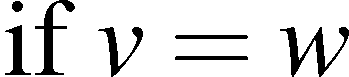 if v = w